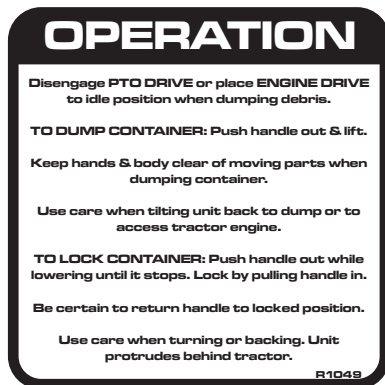 OPERATION
Disengage PTO DRIVE or place ENGINE DRIVE
to idle position when dumping debris.
TO DUMP CONTAINER: Push handle out & lift.
Keep hands & body clear of moving parts when
dumping container.
Use care when tilting unit back to dump or to
access tractor engine.
TO LOCK CONTAINER: Push handle out while
lowering until it stops. Lock by pulling handle in.
Be certain to return handle to locked position.
Use care when turning or backing. Unit
protrudes behind tractor.
R1049